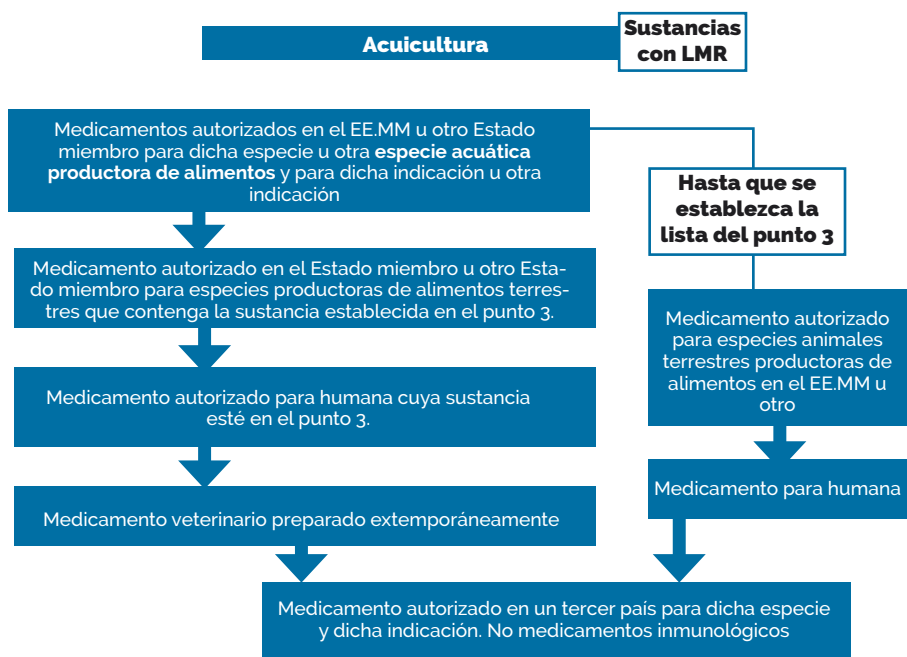 Acuicultura
Sustancias
con LMR
Medicamentos autorizados en el EE.MM u otro Estado
miembro para dicha especie u otra especie acuática
productora de alimentos y para dicha indicación u otra
indicación
Hasta que se
establezca la
lista del punto 3
Medicamento autorizado en el Estado miembro u otro Esta-
do miembro para especies productoras de alimentos terres-
tres que contenga la sustancia establecida en el punto 3.
Medicamento autorizado
para especies animales
terrestres productoras de
alimentos en el EE.MM u
otro
Medicamento autorizado para humana cuya sustancia
esté en el punto 3.
Medicamento para humana
Medicamento veterinario preparado extemporáneamente
Medicamento autorizado en un tercer país para dicha especie
y dicha indicación. No medicamentos inmunológicos